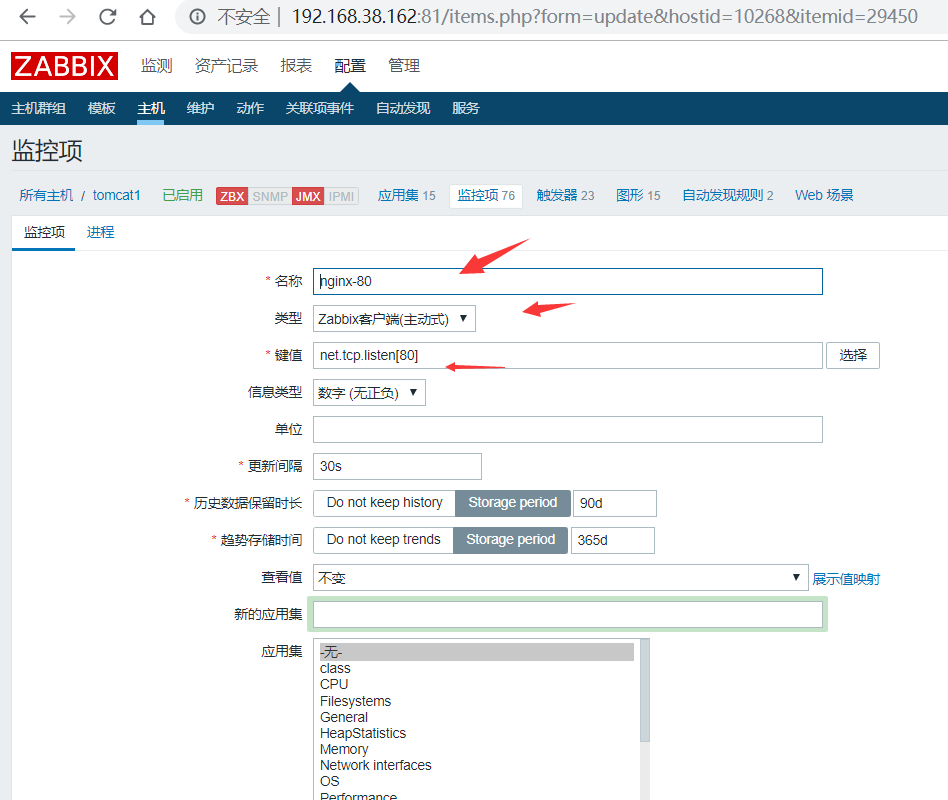 不安全 | 192.168.38.162:81/items.php?form=update&hostid=10268&itemid=29450
ZABBIX 监测 资产记录 报表 配置 管理
主机群组 模板 主机 维护 动作 关联项事件 自动发现 服务
监控项
所有主机 / tomcat1 已启用 ZBX SNMP JMX IPMI 应用集 15 监控项 76 触发器 23 图形 15 自动发现规则 2 Web 场景
监控项 进程
* 名称 nginx-80
类型 Zabbix客户端(主动式)
* 键值 net.tcp.listen[80] 选择
信息类型 数字 (无正负)
单位
* 更新间隔 30s
* 历史数据保留时长 Do not keep history Storage period 90d
* 趋势存储时间 Do not keep trends Storage period 365d
查看值 不变 展示值映射
新的应用集
应用集 -无-
class
CPU
Filesystems
General
HeapStatistics
Memory
Network interfaces
OS
Performance